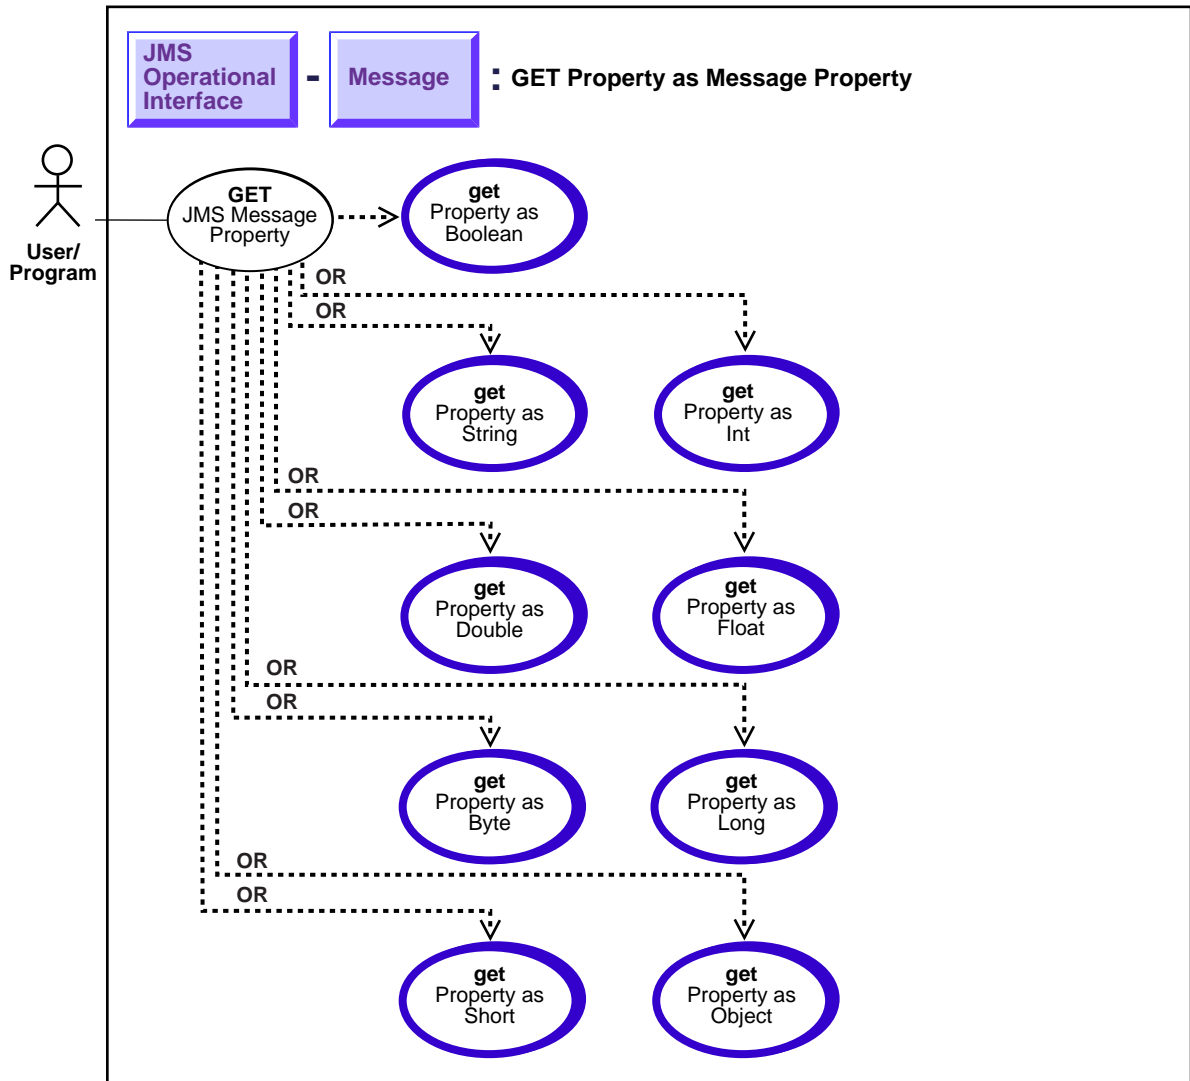 JMS
Operational
Interface
-
Message
: GET Property as Message Property
User/
Program
GET
JMS Message
Property
get
Property as
Boolean
OR
OR
get
Property as
String
get
Property as
Int
OR
OR
get
Property as
Double
get
Property as
Float
OR
OR
get
Property as
Byte
get
Property as
Long
OR
OR
get
Property as
Short
get
Property as
Object